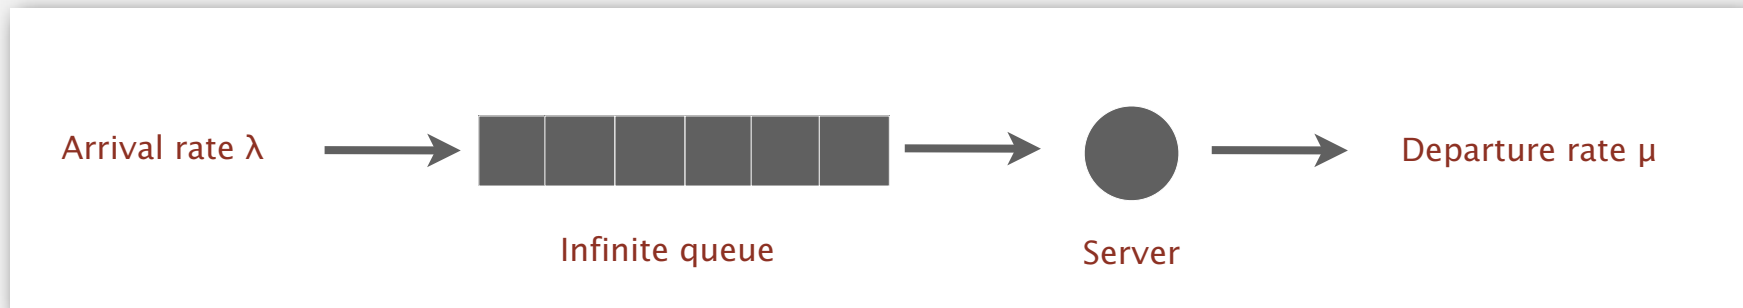 Arrival rate λ
Departure rate μ
Infinite queue
Server